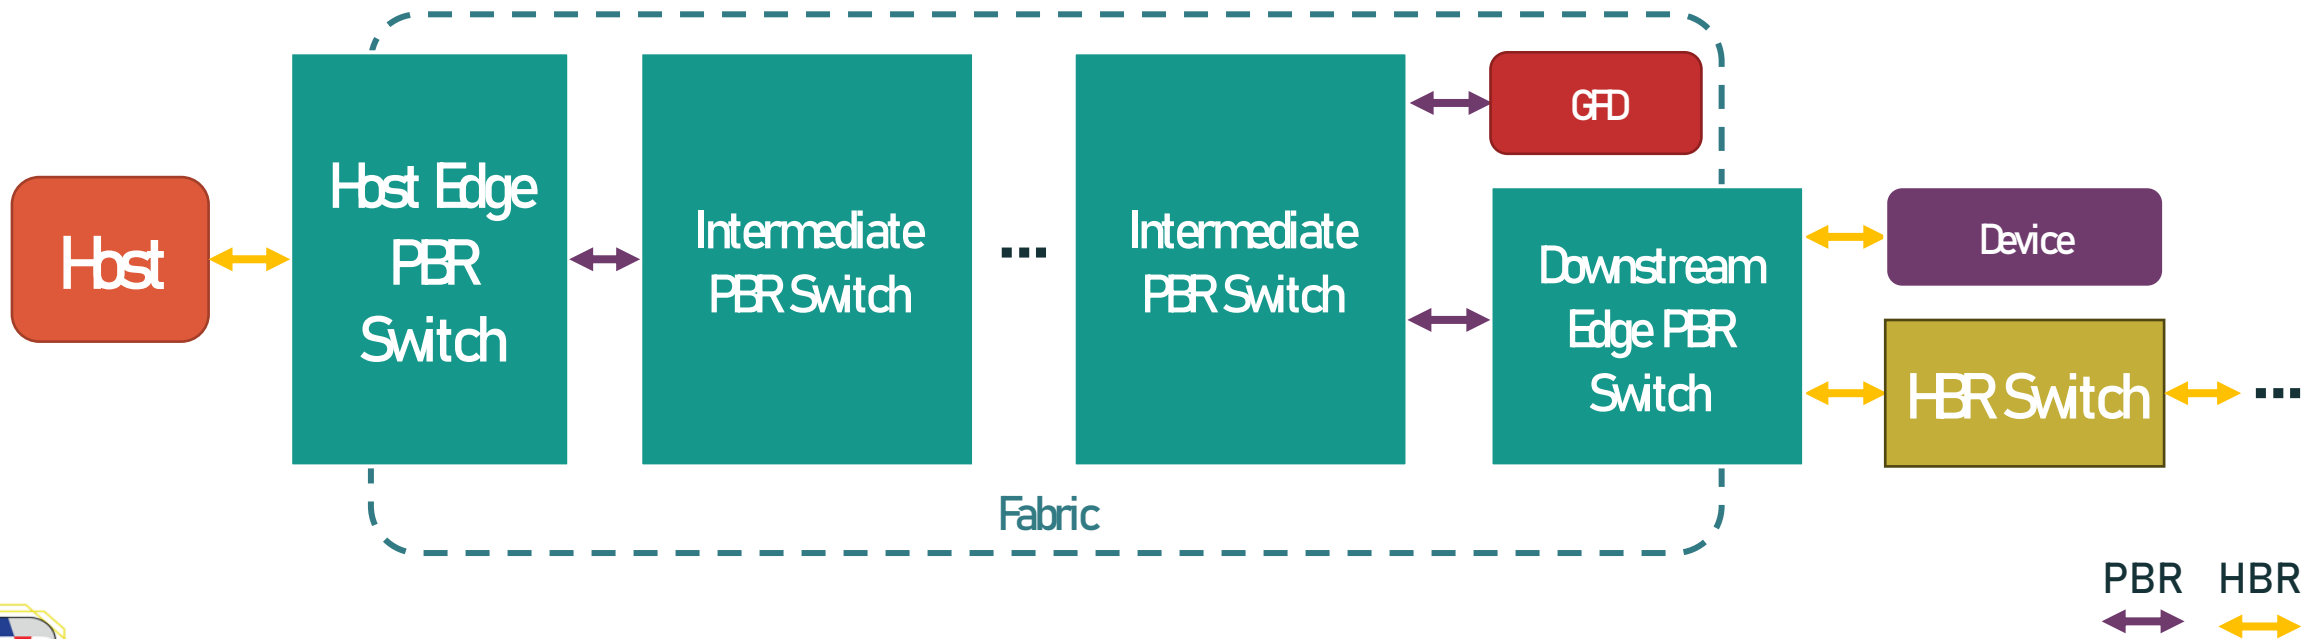 Host
Host Edge
PBR
Switch
Intermediate
PBR Switch
...
Intermediate
PBR Switch
GFD
Downstream
Edge PBR
Switch
Device
HBR Switch
...
Fabric
PBR HBR